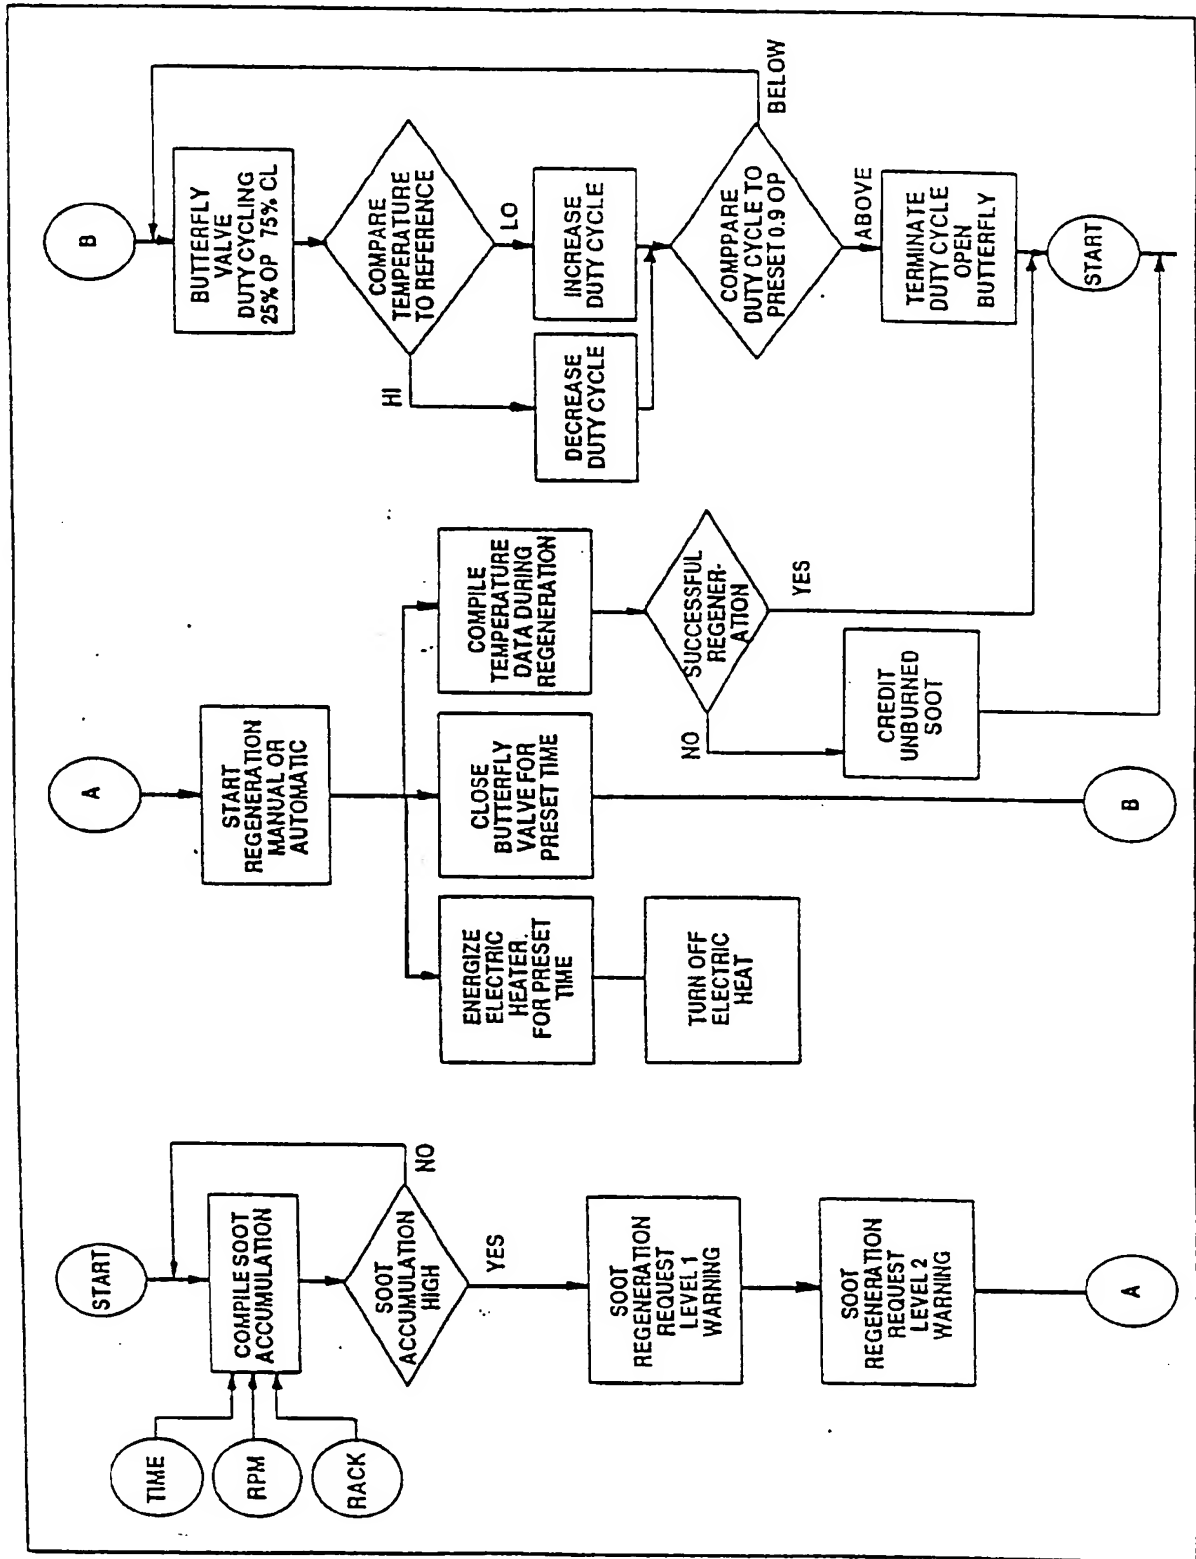 START
TIME
RPM
RACK
COMPILE SOOT
ACCUMULATION
SOOT
ACCUMULATION
HIGH
NO
YES
SOOT
REGENERATION
REQUEST
LEVEL 1
WARNING
SOOT
REGENERATION
REQUEST
LEVEL 2
WARNING
A
A
START
REGENERATION
MANUAL OR
AUTOMATIC
ENERGIZE
ELECTRIC
HEATER.
FOR PRESET
TIME
TURN OFF
ELECTRIC
HEAT
CLOSE
BUTTERFLY
VALVE FOR
PRESET TIME
COMPILE
TEMPERATURE
DATA DURING
REGENERATION
SUCCESSFUL
REGENER-
ATION
NO
YES
CREDIT
UNBURNED
SOOT
B
B
BUTTERFLY
VALVE
DUTY CYCLING
25% OP 75% CL
COMPARE
TEMPERATURE
TO REFERENCE
HI
LO
DECREASE
DUTY CYCLE
INCREASE
DUTY CYCLE
COMPPARE
DUTY CYCLE TO
PRESET 0.9 OP
BELOW
ABOVE
TERMINATE
DUTY CYCLE
OPEN
BUTTERFLY
START